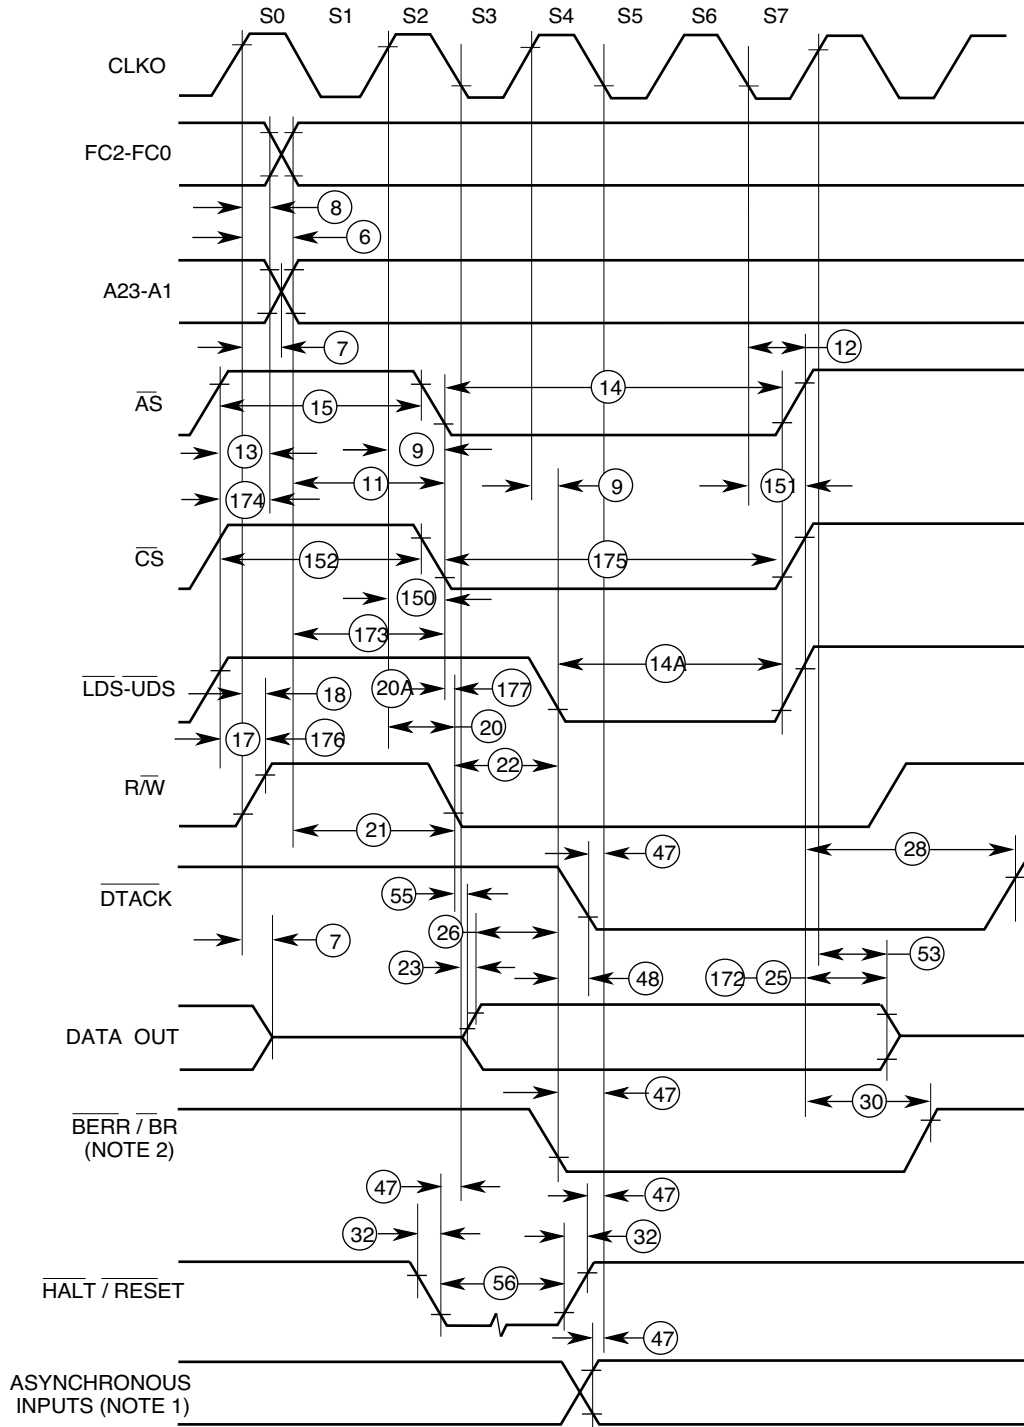 S0 S1 S2 S3 S4 S5 S6 S7
CLKO
FC2-FC0
8
6
A23-A1
7
12
AS
14
15
13
9
11
9
151
174
CS
152
175
150
173
14A
LDS-UDS
20A
177
18
20
17
176
22
R/W
21
47
28
DTACK
55
26
7
23
48
53
172
25
DATA OUT
47
30
BERR / BR
(NOTE 2)
47
47
32
32
HALT / RESET
56
47
ASYNCHRONOUS
INPUTS (NOTE 1)